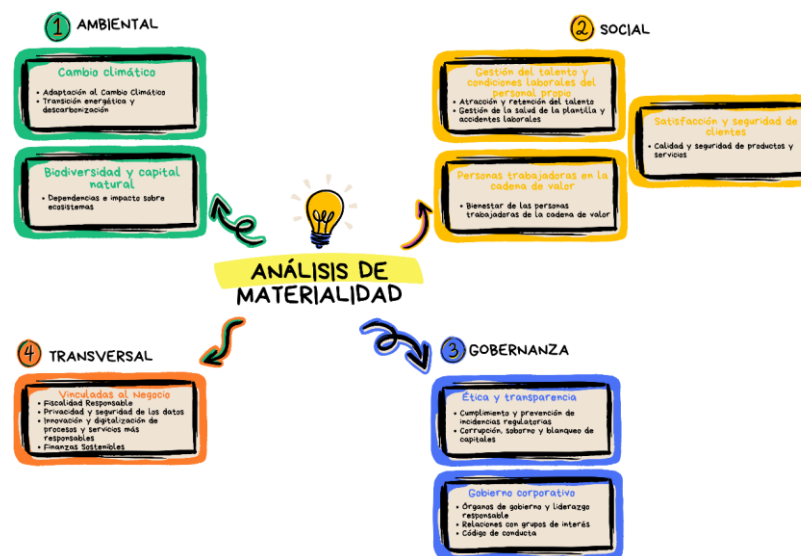 1 AMBIENTAL
Cambio climático
• Adaptación al Cambio Climático
• Transición energética y
descarbonización
Biodiversidad y capital
natural
• Dependencias e impacto sobre
ecosistemas
2 SOCIAL
Gestión del talento y
condiciones laborales del
personal propio
• Atracción y retención del talento
• Gestión de la salud de la plantilla y
accidentes laborales
Satisfacción y seguridad de
clientes
• Calidad y seguridad de productos y
servicios
Personas trabajadoras en la
cadena de valor
• Bienestar de las personas
trabajadoras de la cadena de valor
ANÁLISIS DE
MATERIALIDAD
3 GOBERNANZA
Ética y transparencia
• Cumplimiento y prevención de
incidencias regulatorias
• Corrupción, soborno y blanqueo de
capitales
Gobierno corporativo
• Órganos de gobierno y liderazgo
responsable
• Relaciones con grupos de interés
• Código de conducta
4 TRANSVERSAL
Vinculadas al Negocio
• Fiscalidad Responsable
• Privacidad y seguridad de los datos
• Innovación y digitalización de
procesos y servicios más
responsables
• Finanzas Sostenibles